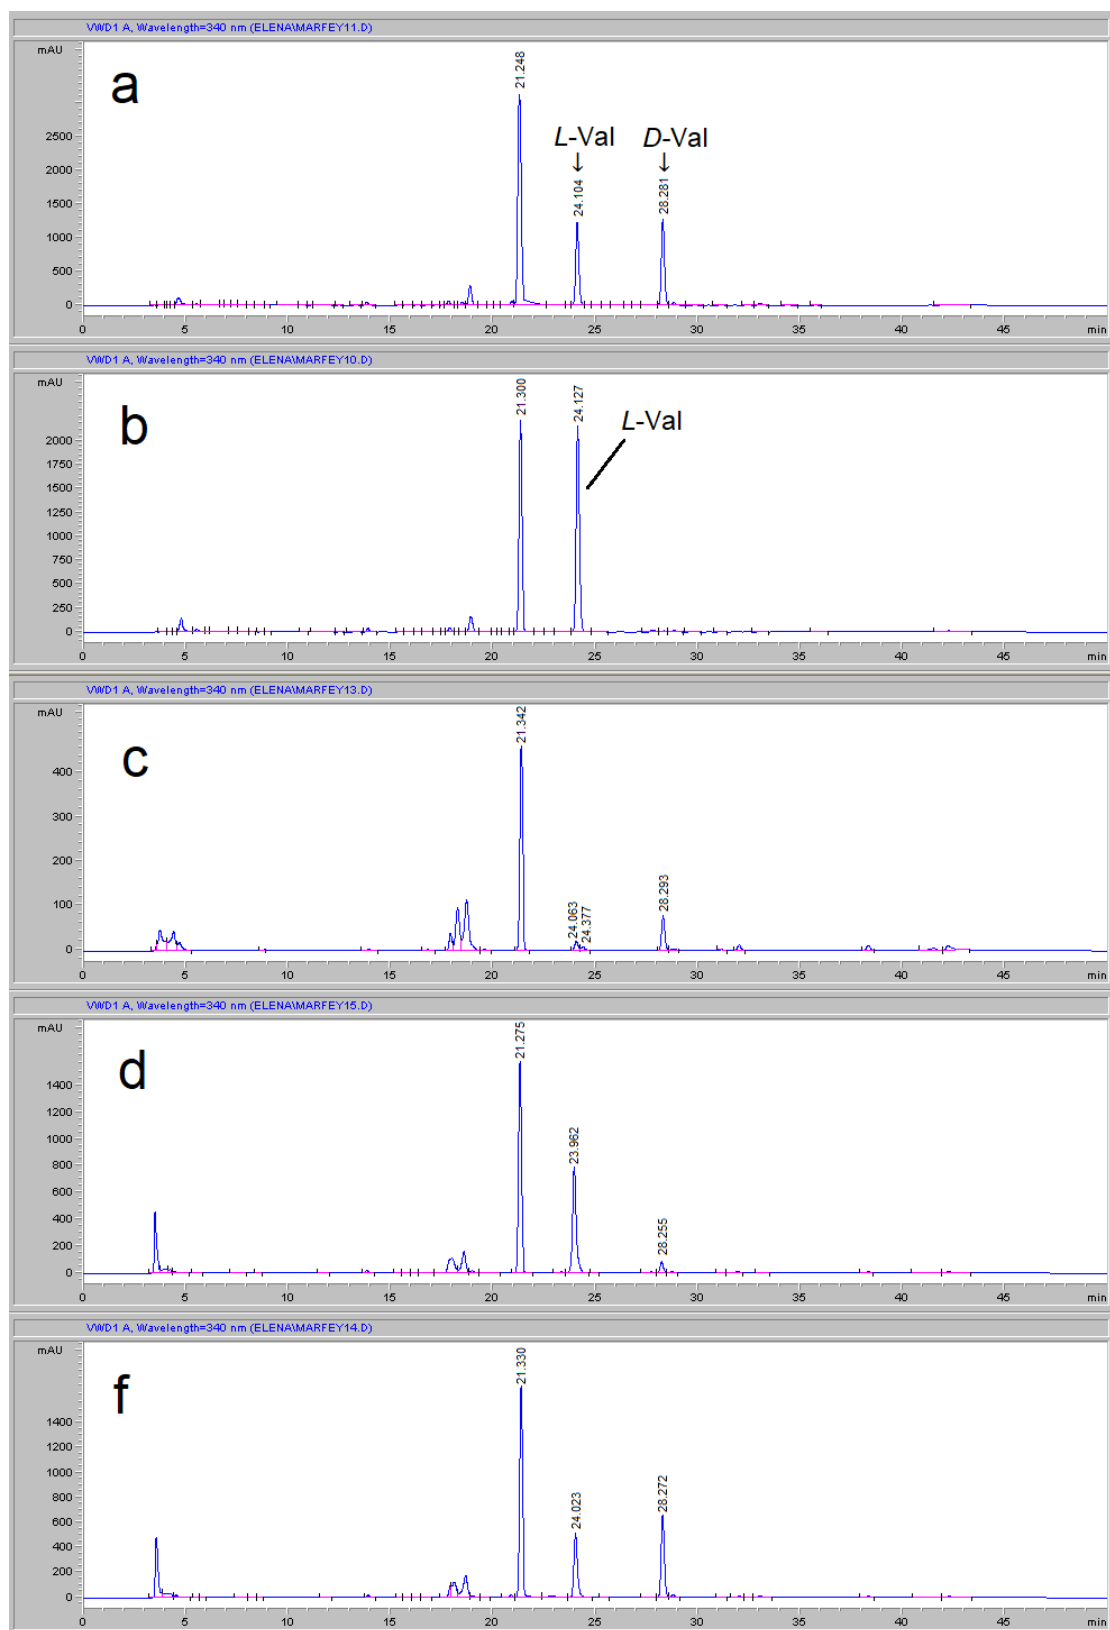 VWD1 A, Wavelength=340 nm (ELENA\MARFEY11.D)
mAU
a
21.248
L-Val
↓
24.104
D-Val
↓
28.281
2500
2000
1500
1000
500
0
0 5 10 15 20 25 30 35 40 45 min
VWD1 A, Wavelength=340 nm (ELENA\MARFEY10.D)
mAU
b
21.300
24.127
L-Val
2000
1750
1500
1250
1000
750
500
250
0
0 5 10 15 20 25 30 35 40 45 min
VWD1 A, Wavelength=340 nm (ELENA\MARFEY13.D)
mAU
c
21.342
24.063
24.377
28.293
400
300
200
100
0
0 5 10 15 20 25 30 35 40 45 min
VWD1 A, Wavelength=340 nm (ELENA\MARFEY15.D)
mAU
d
21.275
23.962
28.255
1400
1200
1000
800
600
400
200
0
0 5 10 15 20 25 30 35 40 45 min
VWD1 A, Wavelength=340 nm (ELENA\MARFEY14.D)
mAU
f
21.330
24.023
28.272
1400
1200
1000
800
600
400
200
0
0 5 10 15 20 25 30 35 40 45 min